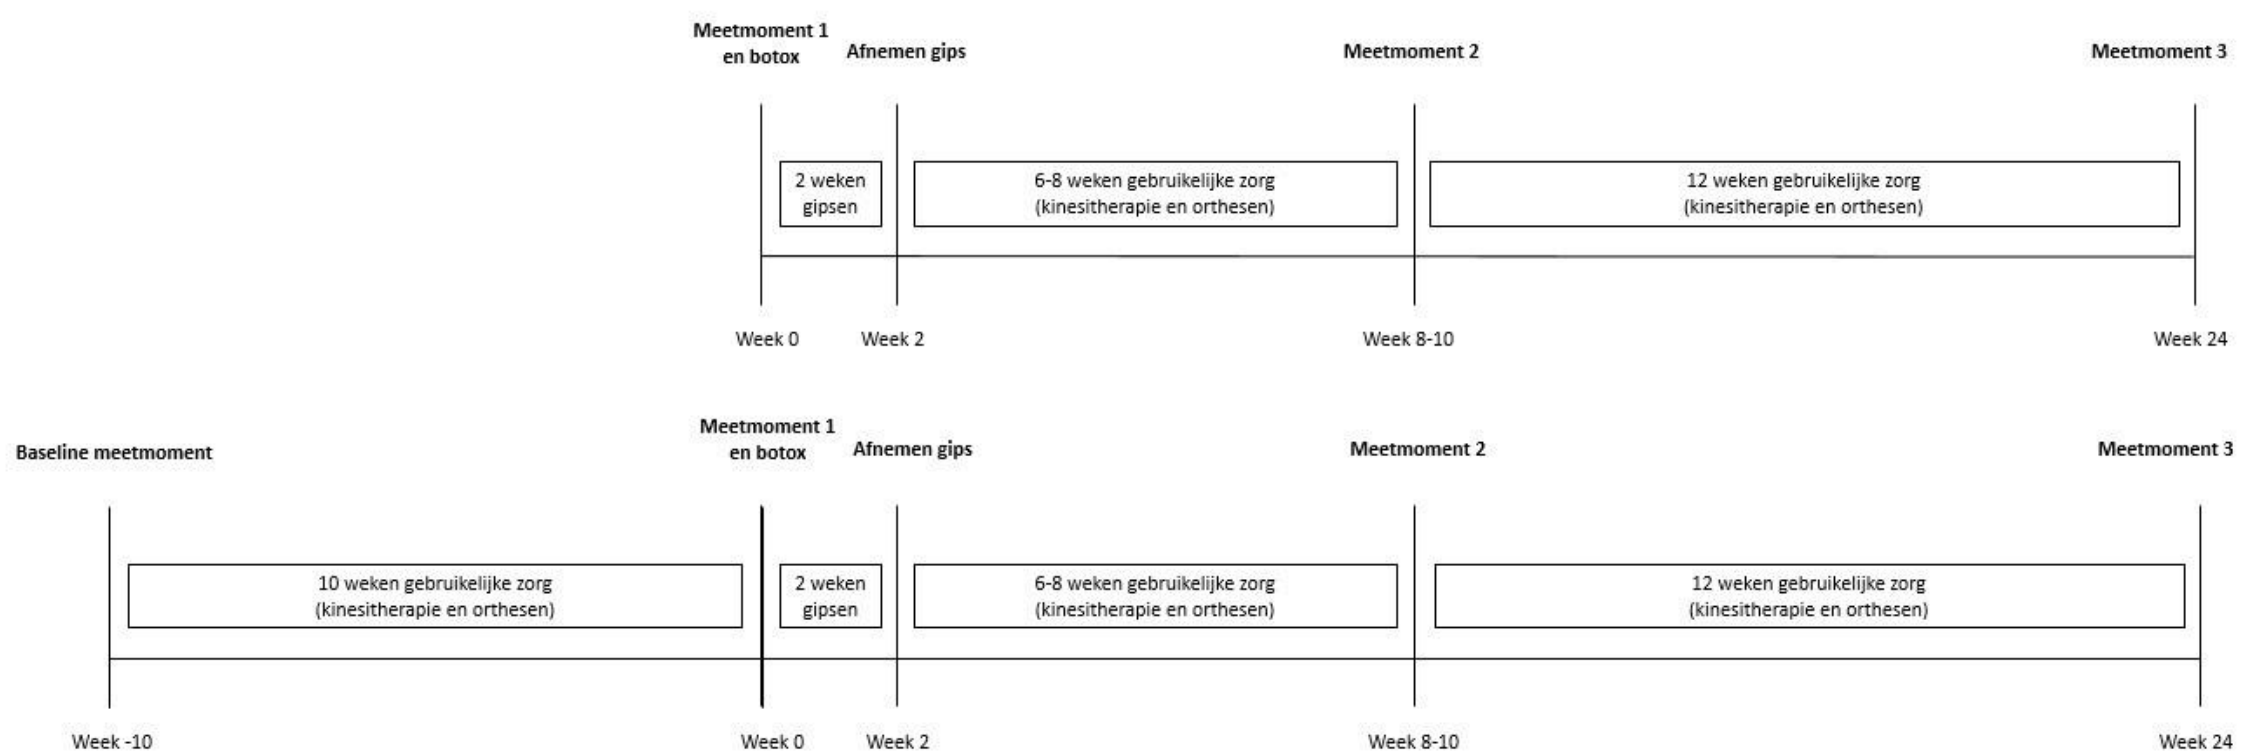 Meetmoment 1
en botox
Afnemen gips
Meetmoment 2
Meetmoment 3
2 weken
gipsen
6-8 weken gebruikelijke zorg
(kinesitherapie en orthesen)
12 weken gebruikelijke zorg
(kinesitherapie en orthesen)
Week 0
Week 2
Week 8-10
Week 24
Baseline meetmoment
Meetmoment 1
en botox
Afnemen gips
Meetmoment 2
Meetmoment 3
10 weken gebruikelijke zorg
(kinesitherapie en orthesen)
2 weken
gipsen
6-8 weken gebruikelijke zorg
(kinesitherapie en orthesen)
12 weken gebruikelijke zorg
(kinesitherapie en orthesen)
Week -10
Week 0
Week 2
Week 8-10
Week 24